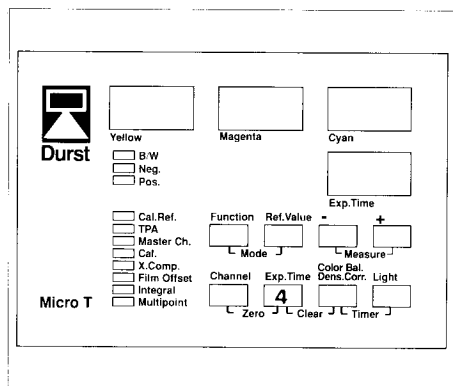 Yellow Magenta Cyan
Durst
B/W
Neg.
Pos.
Exp.Time
Cal.Ref.
TPA
Master Ch.
Cal.
X.Comp.
Film Offset
Integral
Multipoint
Function Ref.Value - +
Mode Measure
Channel Exp.Time Color Bal. Dens.Corr. Light
4
Zero Clear Timer
Micro T